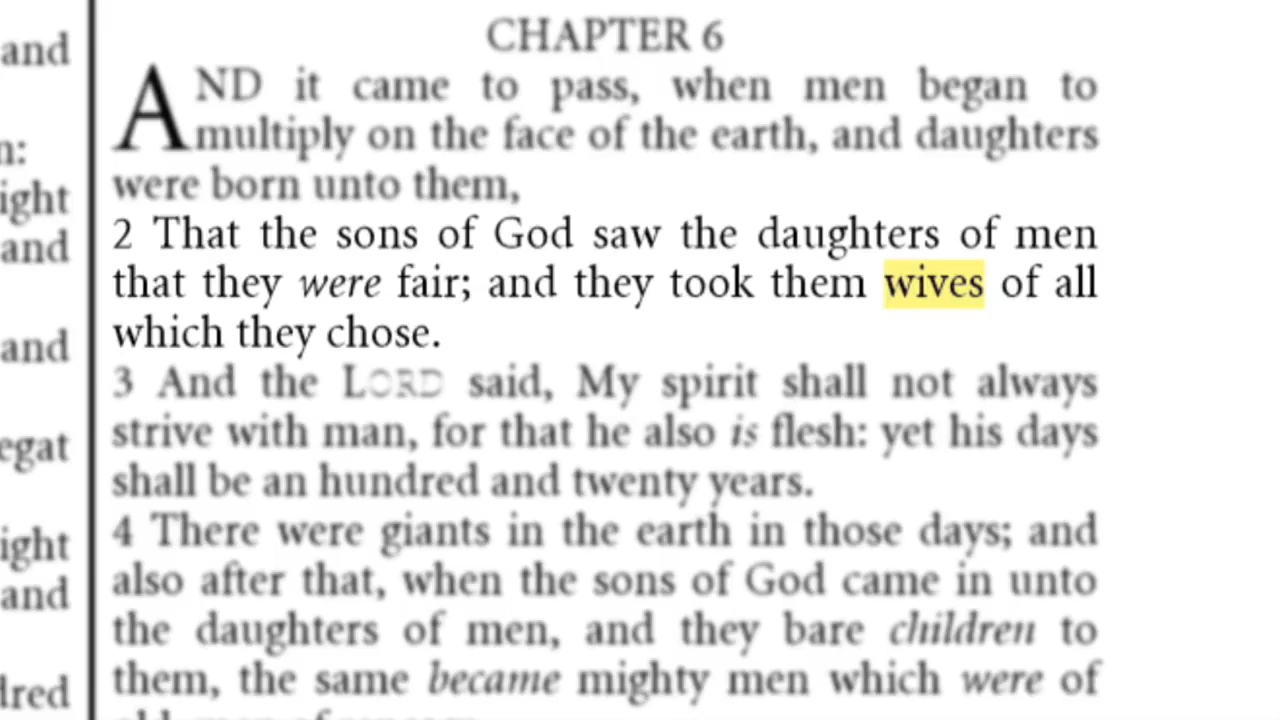 and
n:
ight
and
and
egat
ight
and
dred
CHAPTER 6
AND it came to pass, when men began to
multiply on the face of the earth, and daughters
were born unto them,
2 That the sons of God saw the daughters of men
that they were fair; and they took them wives of all
which they chose.
3 And the LORD said, My spirit shall not always
strive with man, for that he also is flesh: yet his days
shall be an hundred and twenty years.
4 There were giants in the earth in those days; and
also after that, when the sons of God came in unto
the daughters of men, and they bare children to
them, the same became mighty men which were of